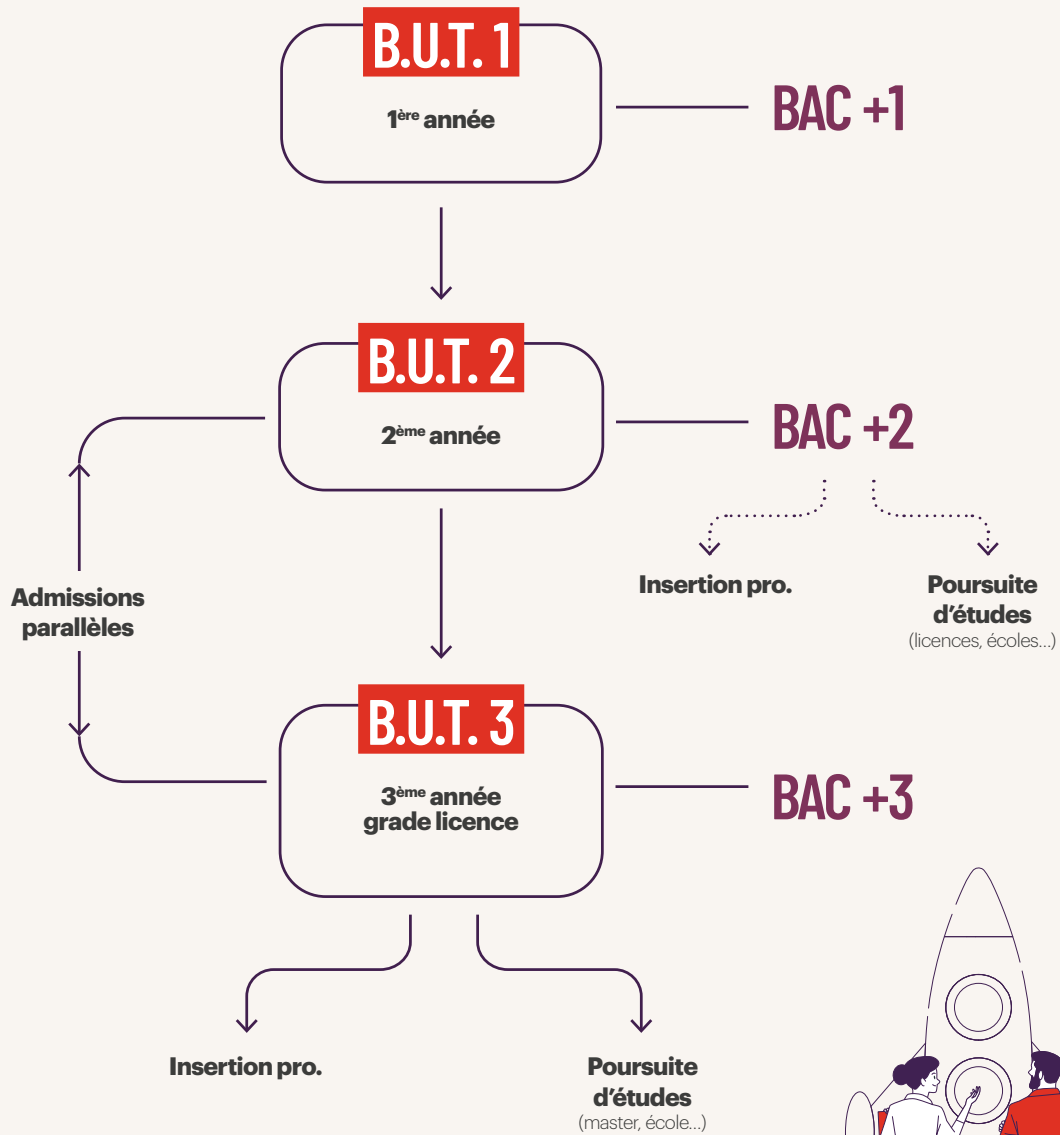 B.U.T. 1
1ère année
BAC +1
B.U.T. 2
2ème année
BAC +2
Admissions
parallèles
Insertion pro.
Poursuite
d'études
(licences, écoles...)
B.U.T. 3
3ème année
grade licence
BAC +3
Insertion pro.
Poursuite
d'études
(master, école...)